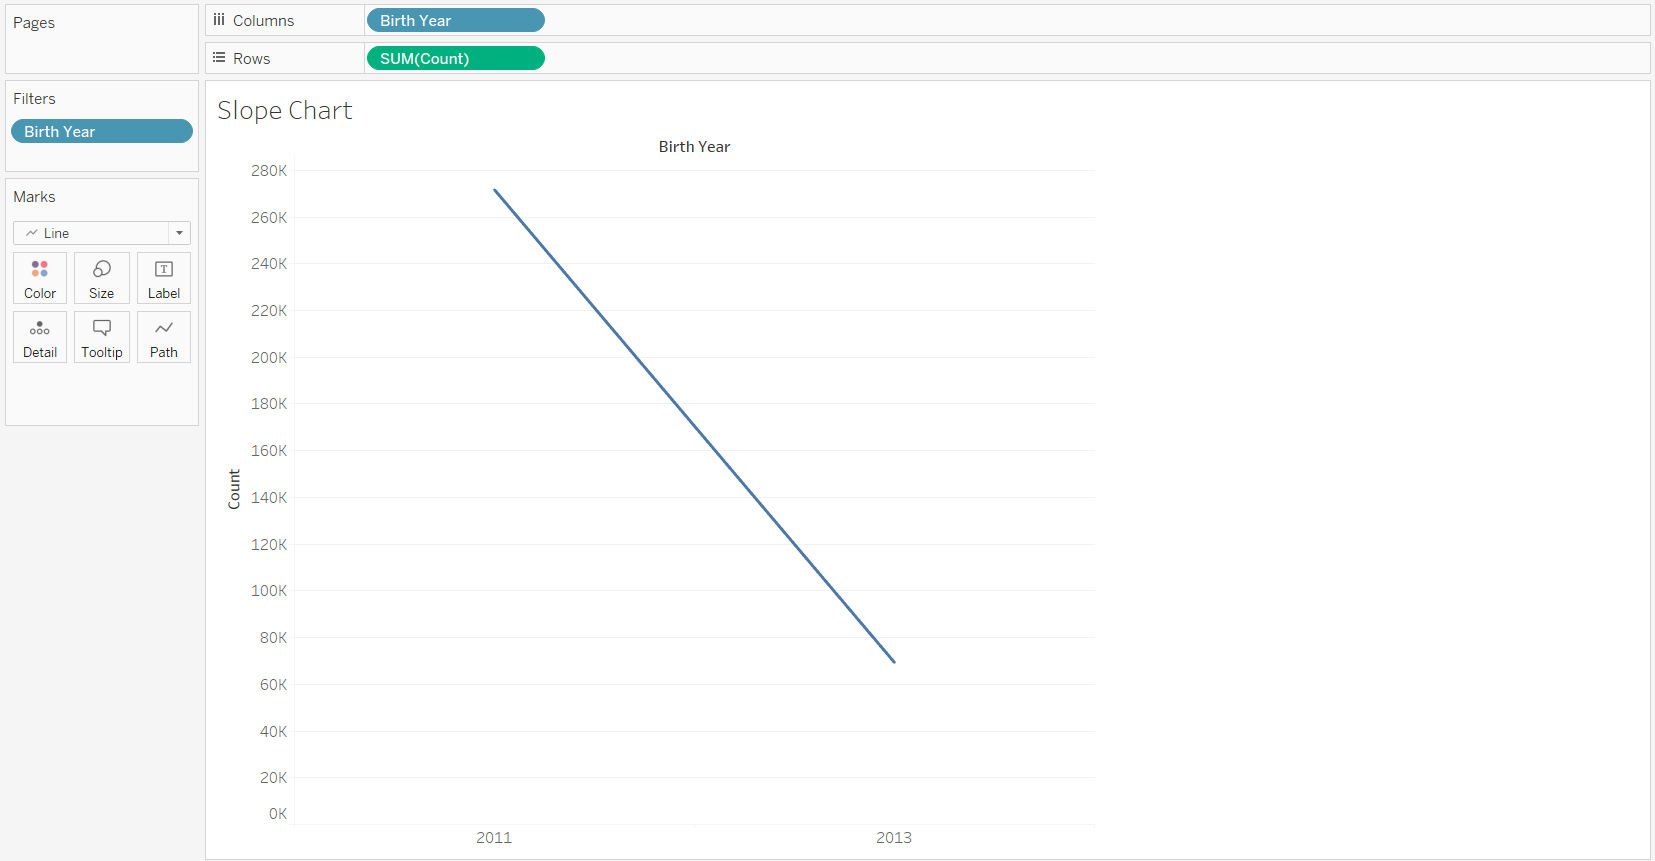 Pages
Columns
Birth Year
Rows
SUM(Count)
Filters
Birth Year
Marks
Line
Color
Size
Label
Detail
Tooltip
Path
Slope Chart
Birth Year
280K
260K
240K
220K
200K
180K
160K
140K
120K
100K
80K
60K
40K
20K
0K
Count
2011
2013